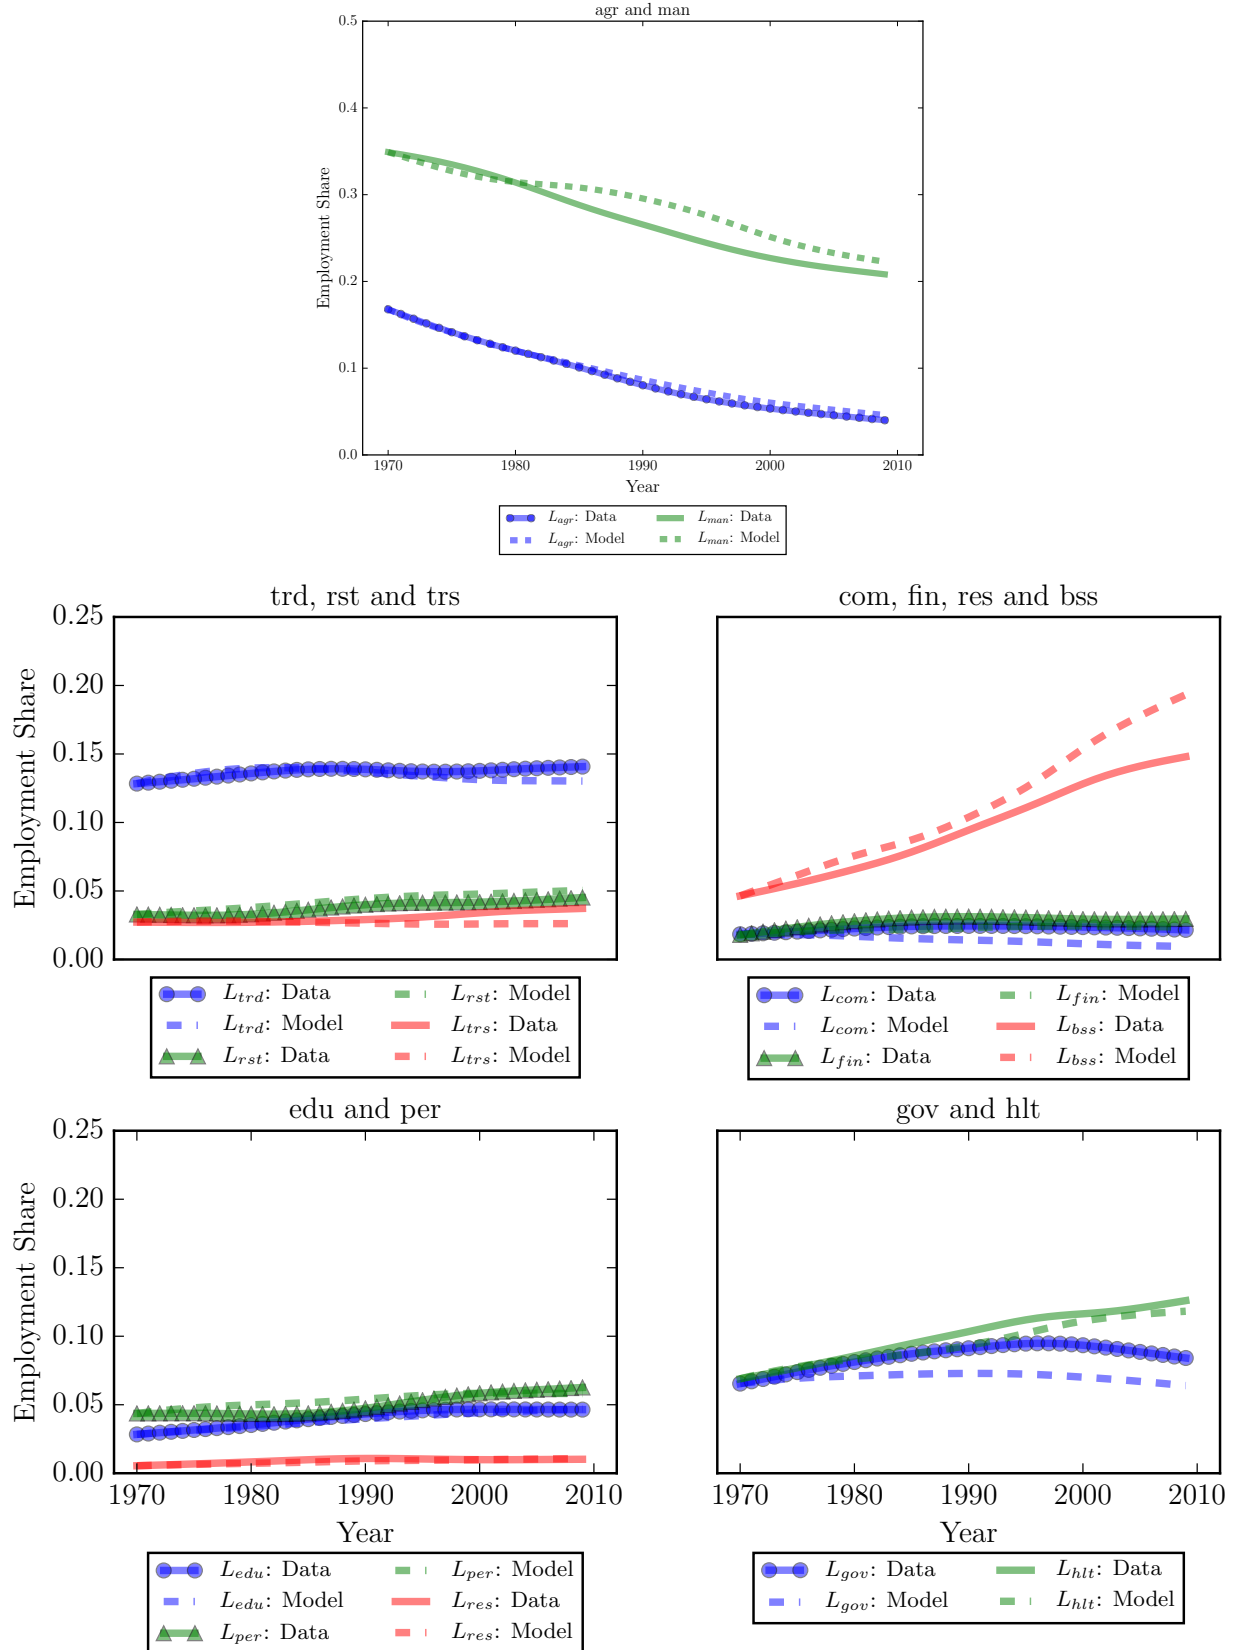 agr and man
0.5
0.4
0.3
0.2
0.1
0.0
Employment Share
1970 1980 1990 2000 2010
Year
L_agr: Data L_man: Data
L_agr: Model L_man: Model
trd, rst and trs
0.25
0.20
0.15
0.10
0.05
0.00
Employment Share
L_trd: Data L_rst: Model
L_trd: Model L_trs: Data
L_rst: Data L_trs: Model
com, fin, res and bss
L_com: Data L_fin: Model
L_com: Model L_bss: Data
L_fin: Data L_bss: Model
edu and per
0.25
0.20
0.15
0.10
0.05
0.00
Employment Share
1970 1980 1990 2000 2010
Year
L_edu: Data L_per: Model
L_edu: Model L_res: Data
L_per: Data L_res: Model
gov and hlt
1970 1980 1990 2000 2010
Year
L_gov: Data L_hlt: Data
L_gov: Model L_hlt: Model